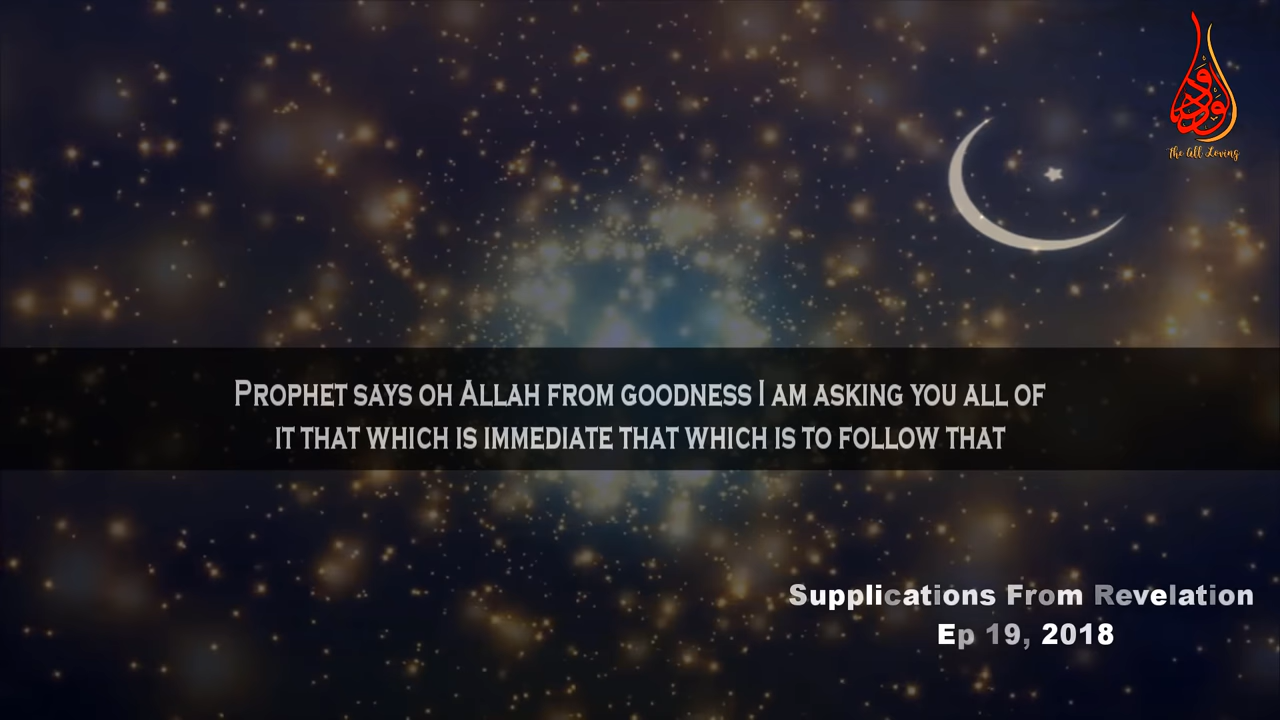 الودود
The All Loving
Prophet says oh Allah from goodness I am asking you all of
it that which is immediate that which is to follow that
Supplications From Revelation
Ep 19, 2018